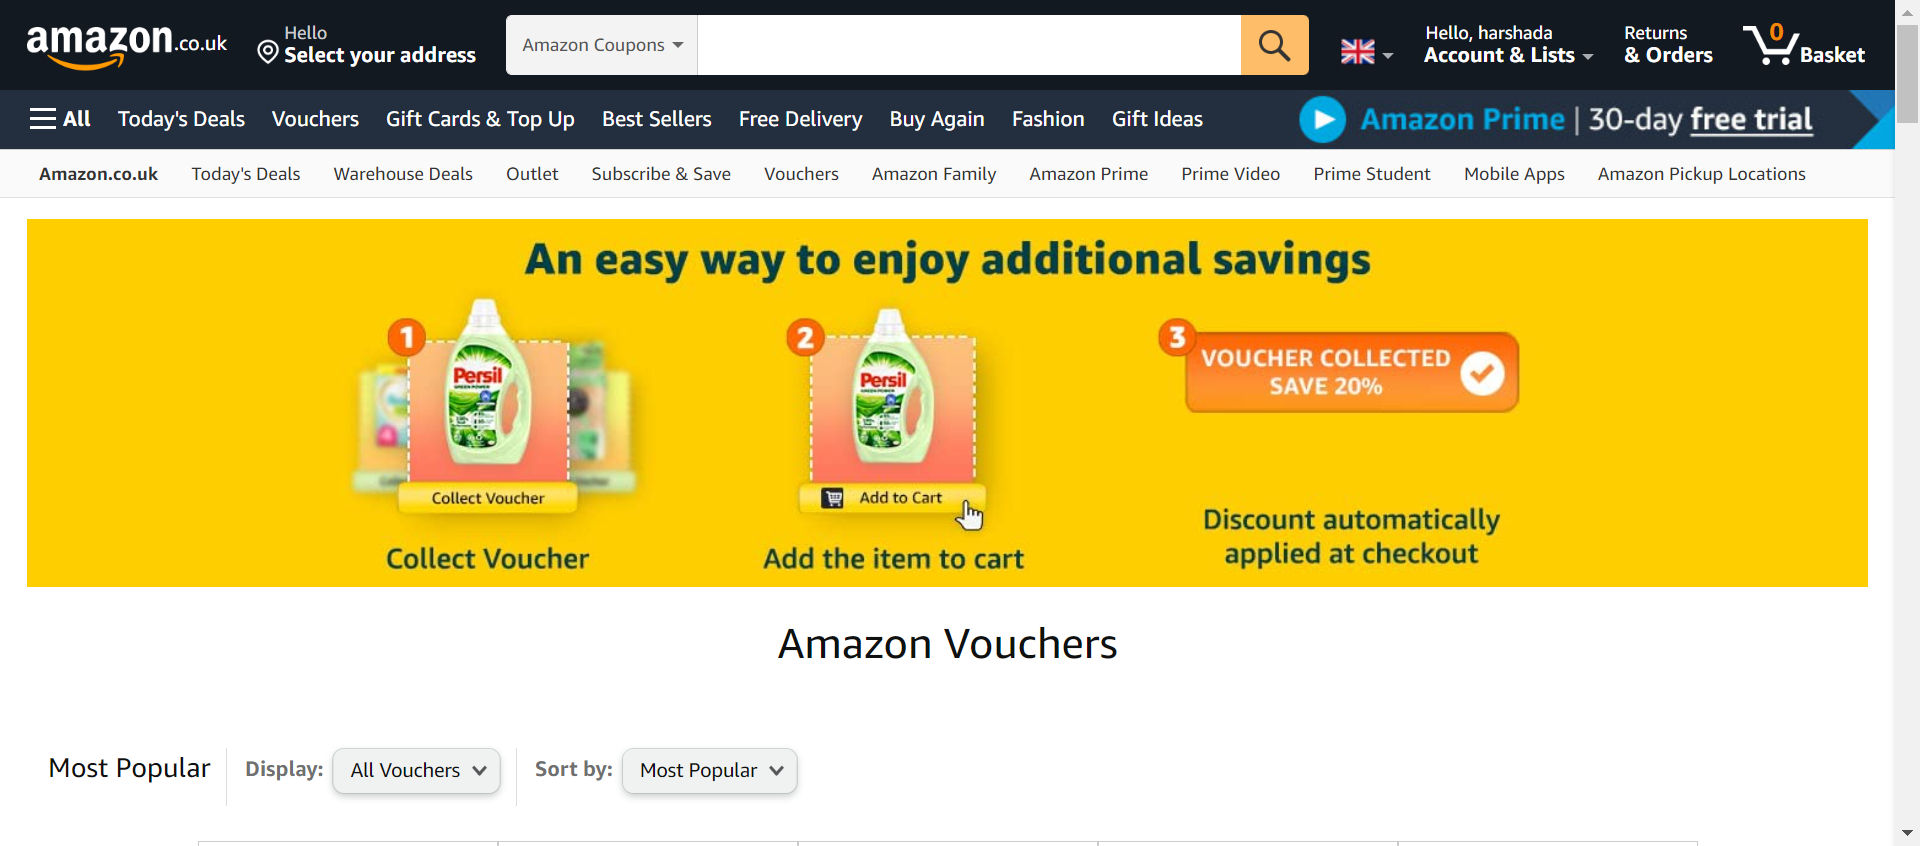 amazon.co.uk
Hello
Select your address
Amazon Coupons
Hello, harshada
Account & Lists
Returns
& Orders
0
Basket
All
Today's Deals
Vouchers
Gift Cards & Top Up
Best Sellers
Free Delivery
Buy Again
Fashion
Gift Ideas
Amazon Prime | 30-day free trial
Amazon.co.uk
Today's Deals
Warehouse Deals
Outlet
Subscribe & Save
Vouchers
Amazon Family
Amazon Prime
Prime Video
Prime Student
Mobile Apps
Amazon Pickup Locations
An easy way to enjoy additional savings
1
Persil
Collect Voucher
Collect Voucher
2
Persil
Add to Cart
Add the item to cart
3
VOUCHER COLLECTED
SAVE 20%
Discount automatically
applied at checkout
Amazon Vouchers
Most Popular
Display:
All Vouchers
Sort by:
Most Popular